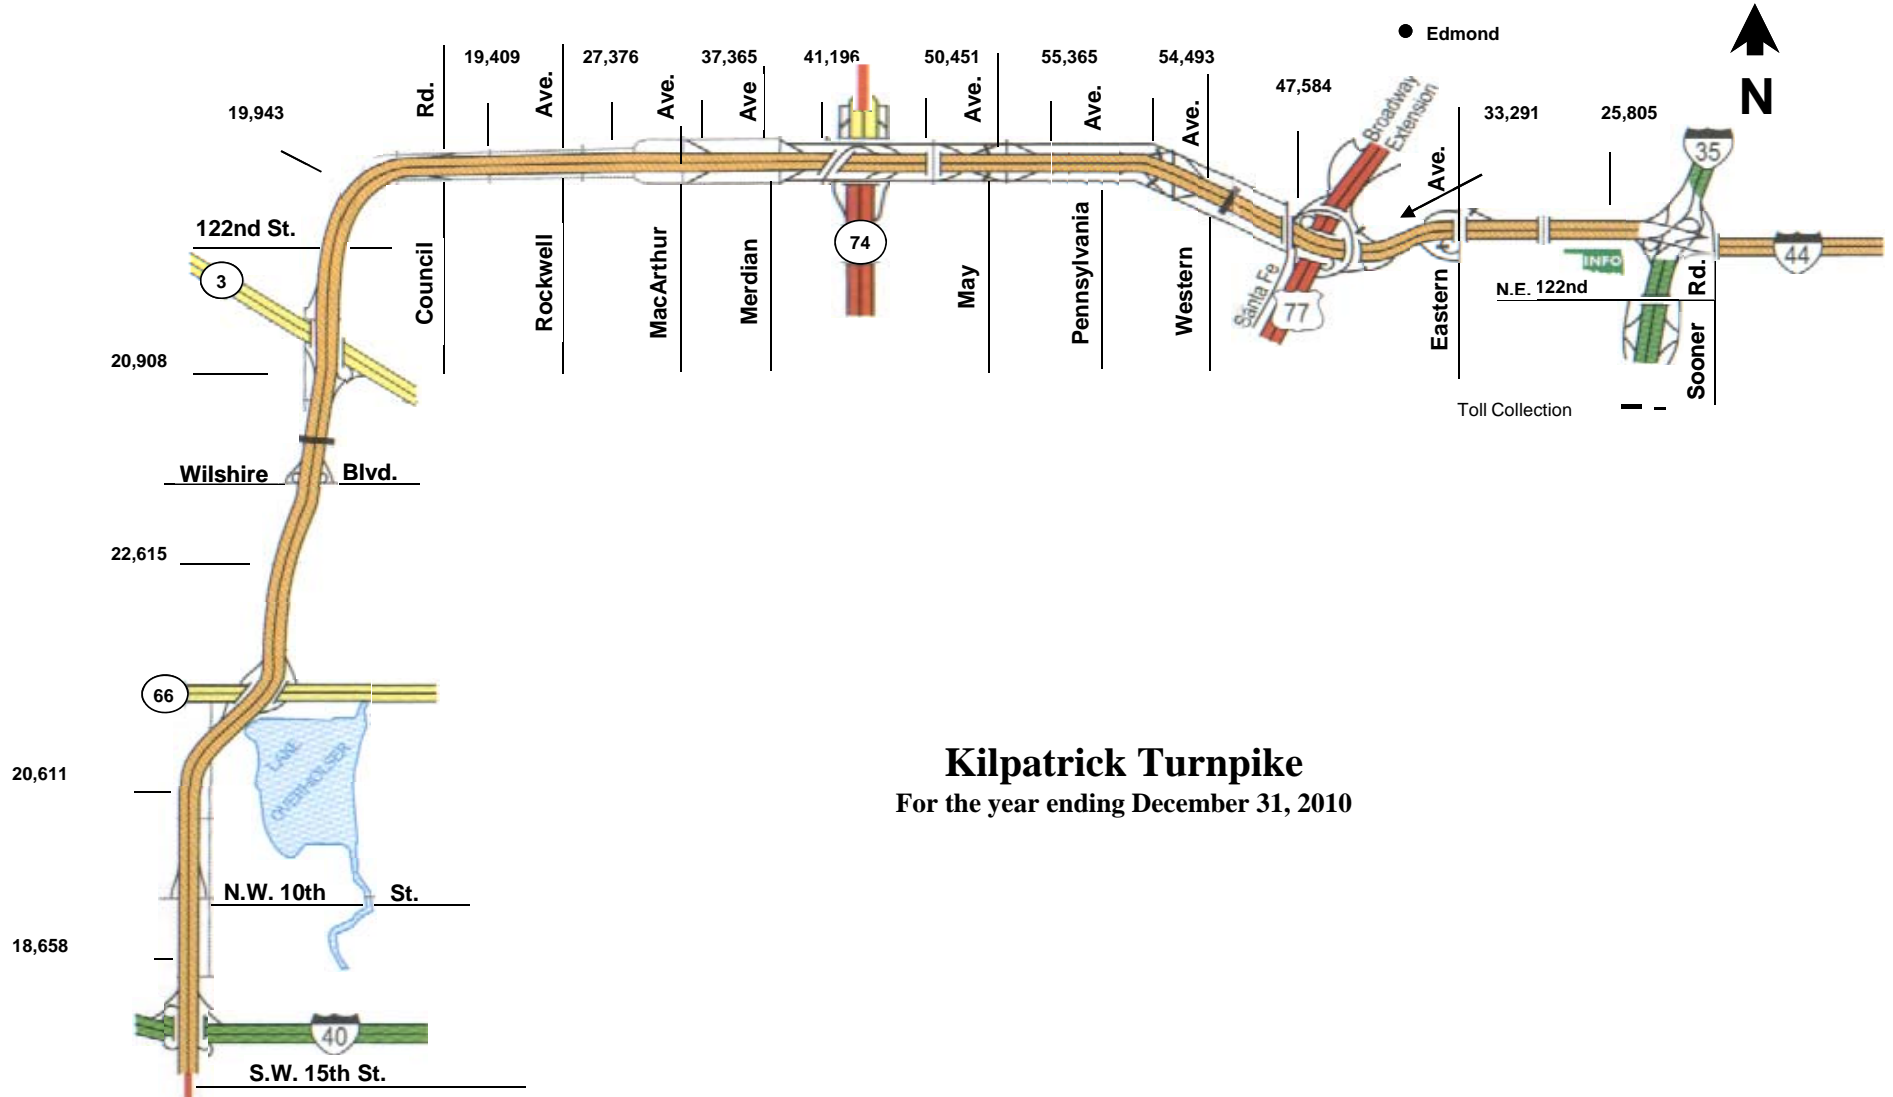 Edmond
N
19,409
27,376
37,365
41,196
50,451
55,365
54,493
47,584
33,291
25,805
19,943
Rd.
Ave.
Ave.
Ave
Ave.
Ave.
Ave.
Ave.
Broadway
Extension
35
122nd St.
3
Council
Rockwell
MacArthur
Merdian
74
May
Pennsylvania
Western
Santa Fe
77
Eastern
INFO
N.E. 122nd
Rd.
Sooner
44
Toll Collection
20,908
Wilshire Blvd.
22,615
66
LAKE
OVERHOLSER
20,611
Kilpatrick Turnpike
For the year ending December 31, 2010
N.W. 10th St.
18,658
40
S.W. 15th St.